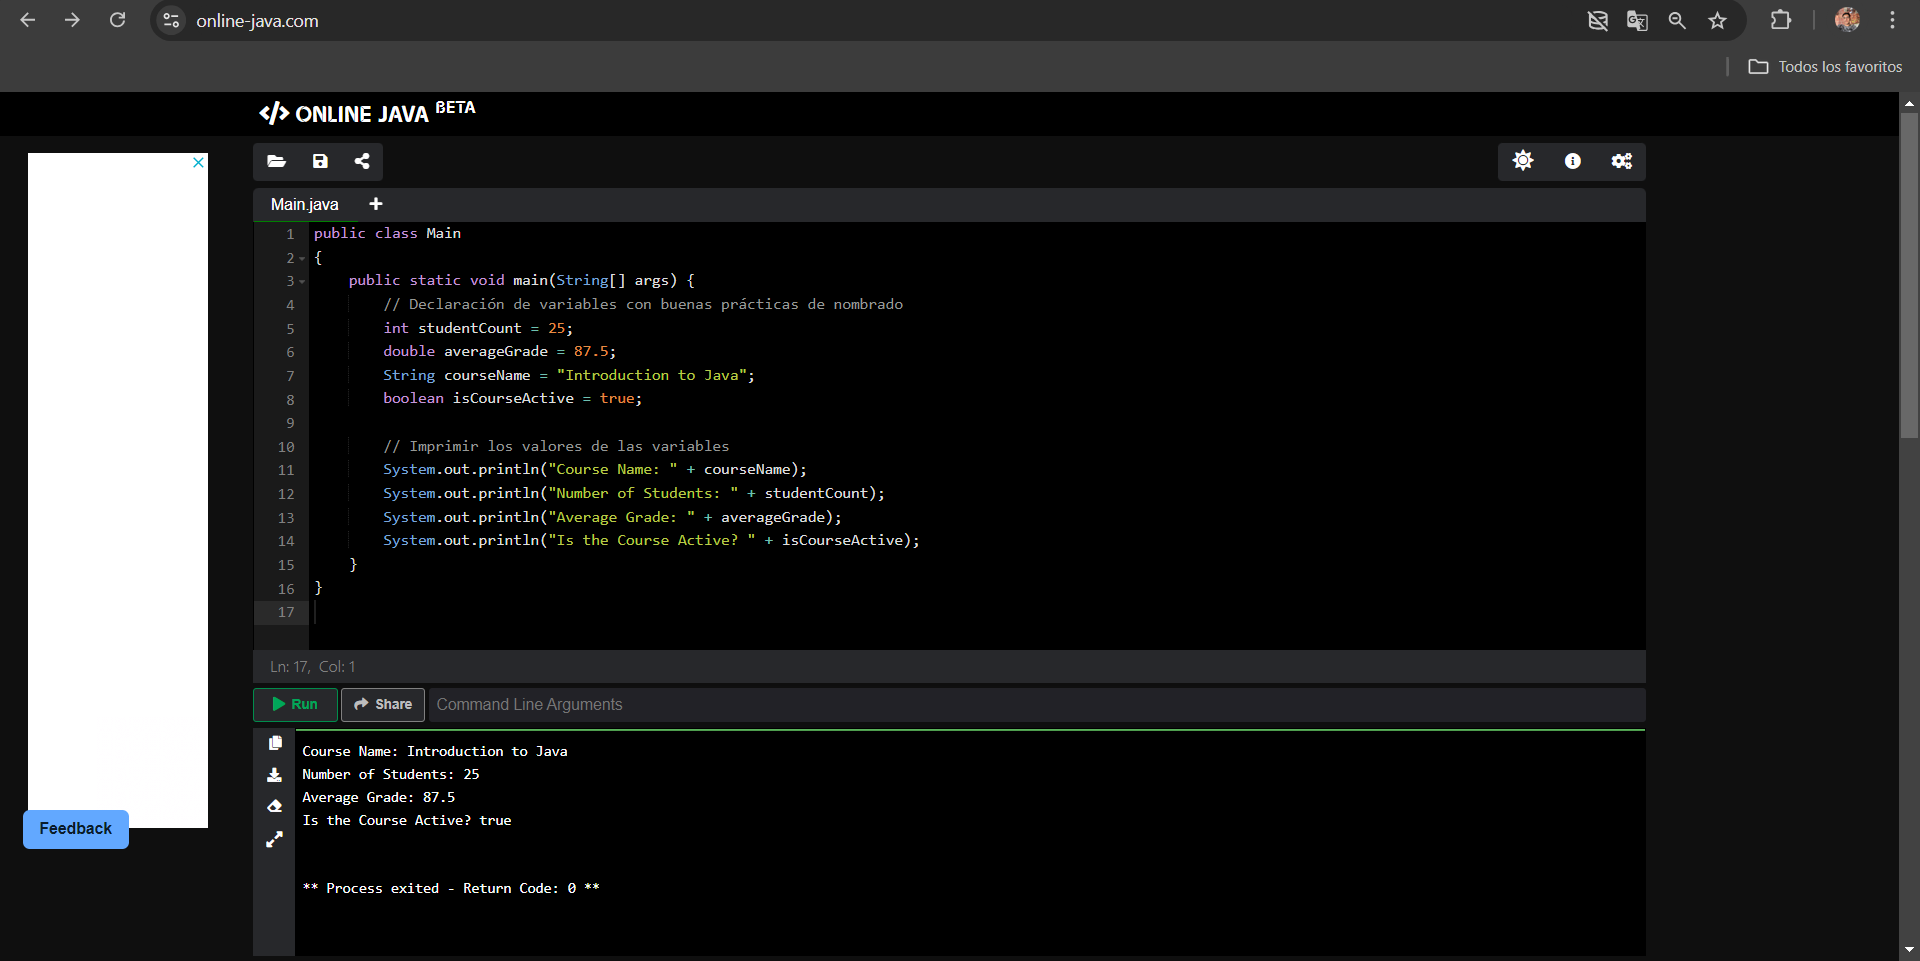 online-java.com
Todos los favoritos
</> ONLINE JAVA BETA
Main.java +
1 public class Main
2 {
3     public static void main(String[] args) {
4         // Declaración de variables con buenas prácticas de nombrado
5         int studentCount = 25;
6         double averageGrade = 87.5;
7         String courseName = "Introduction to Java";
8         boolean isCourseActive = true;
9
10         // Imprimir los valores de las variables
11         System.out.println("Course Name: " + courseName);
12         System.out.println("Number of Students: " + studentCount);
13         System.out.println("Average Grade: " + averageGrade);
14         System.out.println("Is the Course Active? " + isCourseActive);
15     }
16 }
17
Ln: 17, Col: 1
Run Share Command Line Arguments
Course Name: Introduction to Java
Number of Students: 25
Average Grade: 87.5
Is the Course Active? true
** Process exited - Return Code: 0 **
Feedback